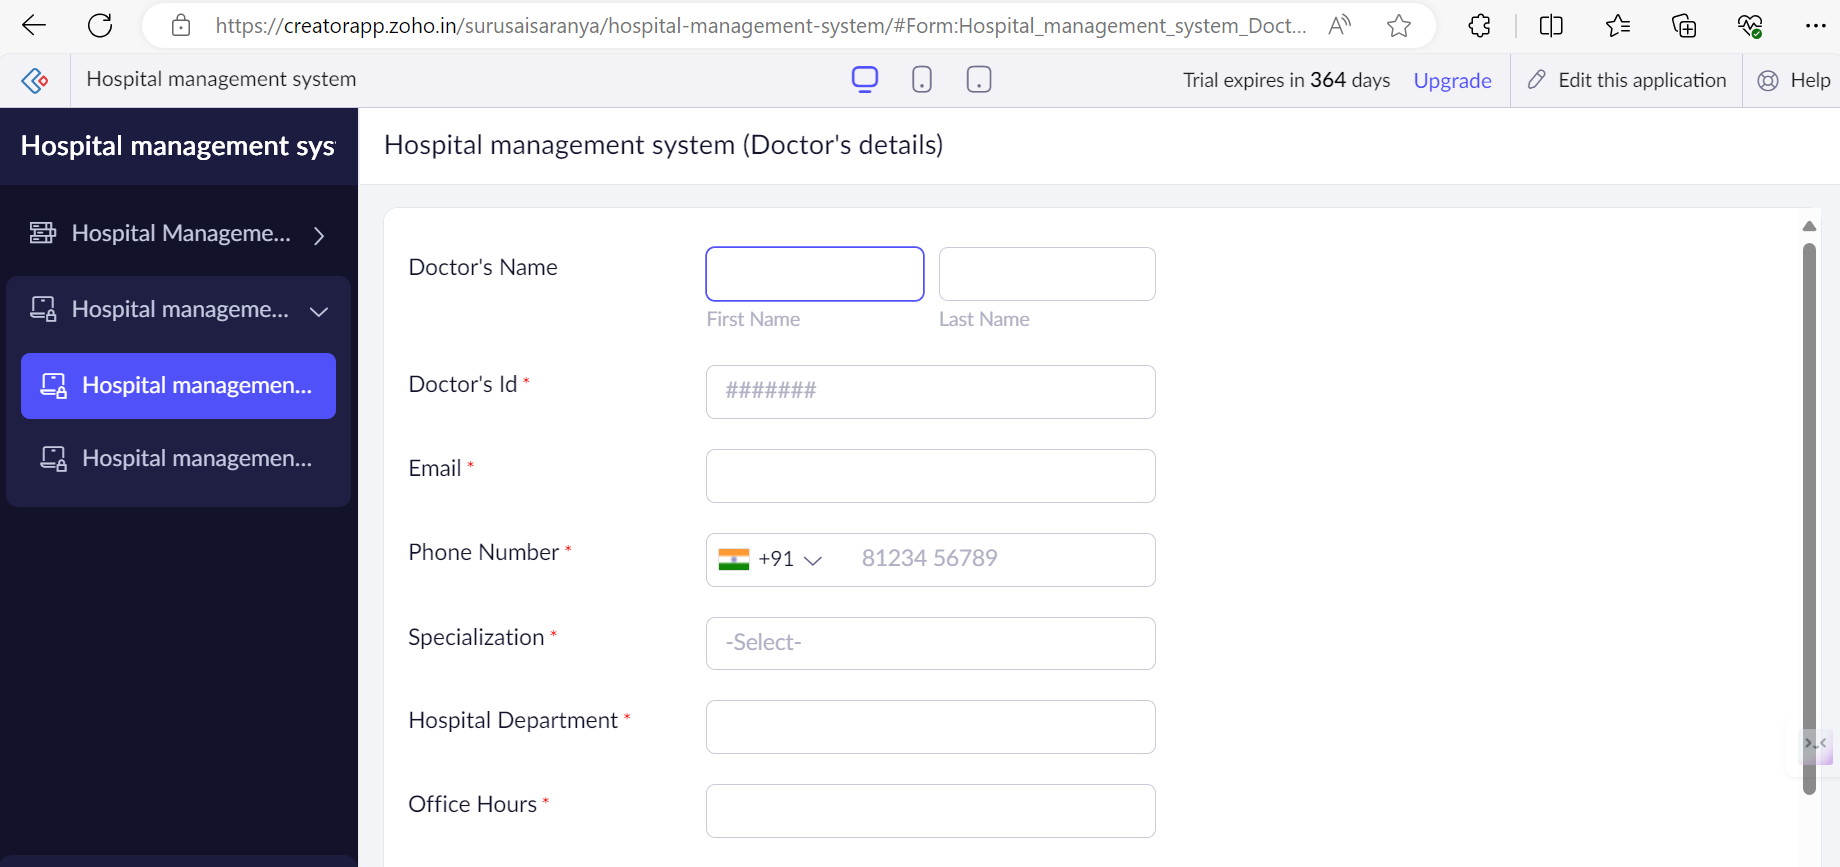 https://creatorapp.zoho.in/surusaisaranya/hospital-management-system/#Form:Hospital_management_system_Doct...
Hospital management system
Trial expires in 364 days
Upgrade
Edit this application
Help
Hospital management sys
Hospital Manageme...
Hospital manageme...
Hospital managemen...
Hospital managemen...
Hospital management system (Doctor's details)
Doctor's Name
First Name
Last Name
Doctor's Id *
#######
Email *
Phone Number *
+91
81234 56789
Specialization *
-Select-
Hospital Department *
Office Hours *